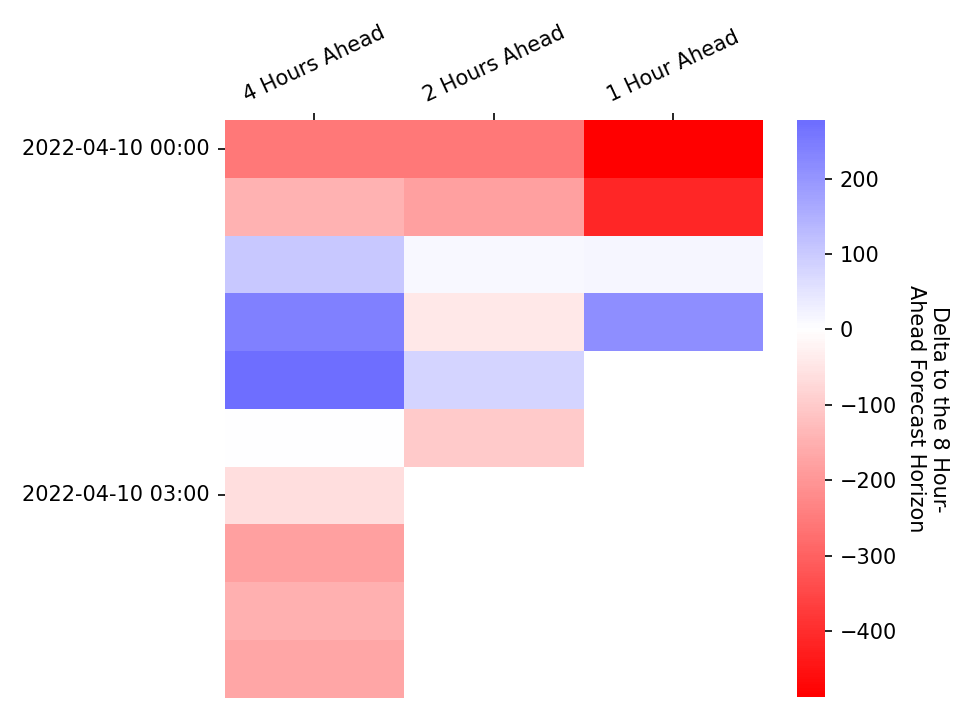 4 Hours Ahead
2 Hours Ahead
1 Hour Ahead
2022-04-10 00:00
2022-04-10 03:00
200
100
0
−100
−200
−300
−400
Delta to the 8 Hour-
Ahead Forecast Horizon